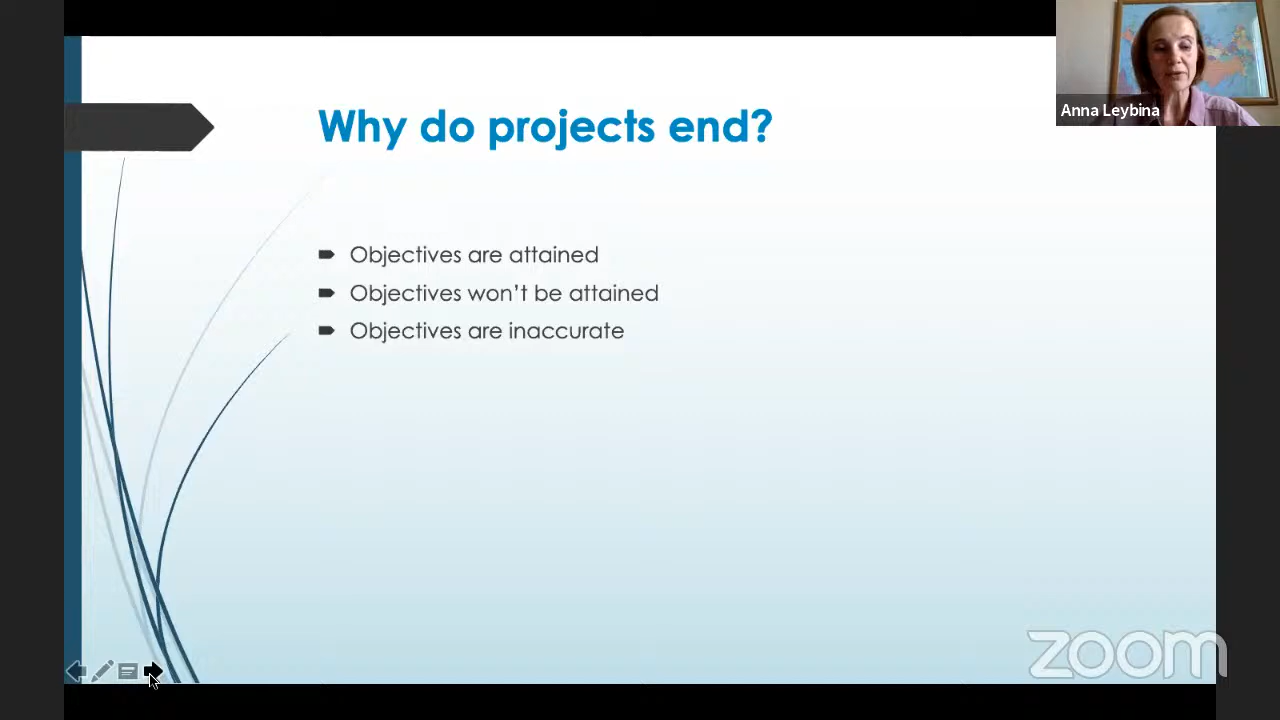 Why do projects end?
Anna Leybina
Objectives are attained
Objectives won't be attained
Objectives are inaccurate
zoom